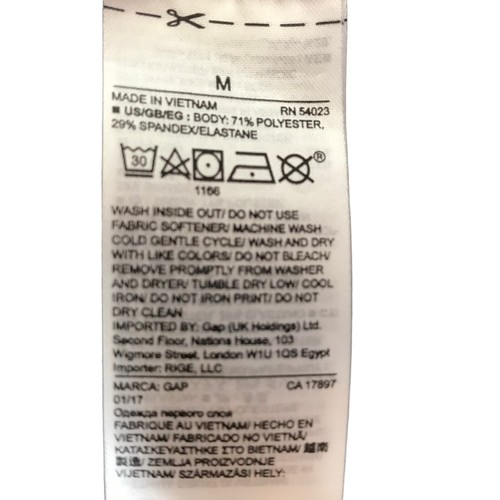 M
MADE IN VIETNAM RN 54023
■ US/GB/EG : BODY: 71% POLYESTER,
29% SPANDEX/ELASTANE
30
®
1166
WASH INSIDE OUT/ DO NOT USE
FABRIC SOFTENER/ MACHINE WASH
COLD GENTLE CYCLE/ WASH AND DRY
WITH LIKE COLORS/ DO NOT BLEACH/
REMOVE PROMPTLY FROM WASHER
AND DRYER/ TUMBLE DRY LOW/ COOL
IRON/ DO NOT IRON PRINT/ DO NOT
DRY CLEAN
IMPORTED BY: Gap (UK Holdings) Ltd.
Second Floor, Nations House, 103
Wigmore Street, London W1U 1QS Egypt
Importer: RIGE, LLC
MARCA: GAP CA 17897
01/17
Одежда первого слоя
FABRIQUE AU VIETNAM/ HECHO EN
VIETNAM/ FABRICADO NO VIETNÃ/
ΚΑΤΑΣΚΕΥΑΣΤΗΚΕ ΣΤΟ ΒΙΕΤΝΑΜ/ 越南
製造/ ZEMLJA PROIZVODNJE
VIJETNAM/ SZÁRMAZÁSI HELY: